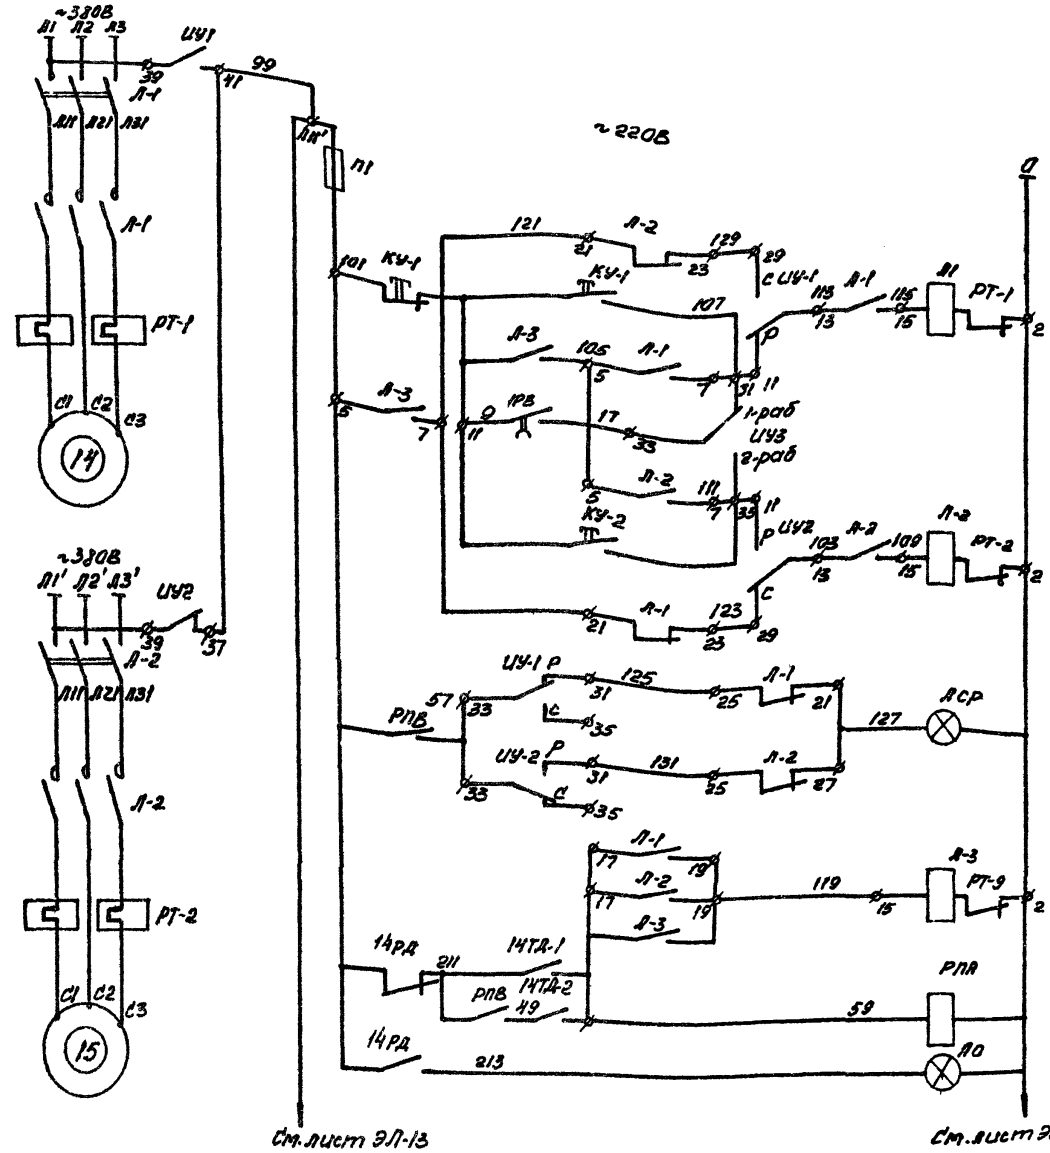 ~380В
Л1 Л2 Л3
ИУ1
39
41
99
Л-1
Л11 Л21 Л31
Л-1
РТ-1
С1 С2 С3
14
П1
~220В
0
101
КУ-1
121
21
Л-2
23
129
29
КУ-1
107
С ИУ-1
Р
113
13
Л-1
115
15
Л1
РТ-1
2
Л-3
105
5
Л-1
7
31
11
5
Л-3
7
11
9
1РВ
17
33
1-раб
ИУ3
2-раб
5
Л-2
111
7
33
11
КУ-2
Р
ИУ2
С
103
13
Л-2
109
15
Л-2
РТ-2
2
21
Л-1
23
123
29
~380В
Л1' Л2' Л3'
ИУ2
39
37
Л-2
Л11 Л21 Л31
Л-2
РТ-2
С1 С2 С3
15
РПВ
57
33
ИУ-1 Р
31
С
35
125
25
Л-1
21
127
ЛСР
33
ИУ-2 Р
31
С
35
131
25
Л-2
27
17
Л-1
19
17
Л-2
19
Л-3
119
15
Л-3
РТ-9
2
14РД
211
14ТД-1
РПВ
49
14ТД-2
59
РПА
14РД
213
ЛО
См. лист ЭЛ-13
См. лист Э